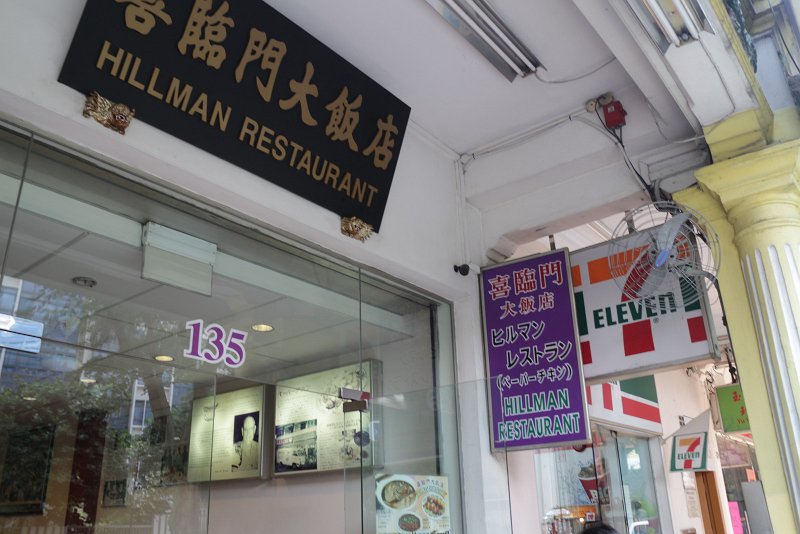 喜臨門大飯店
HILLMAN RESTAURANT
135
喜臨門
大飯店
ヒルマン
レストラン
(ペーパーチキン)
HILLMAN
RESTAURANT
7
ELEVEN
7
ELEVEN